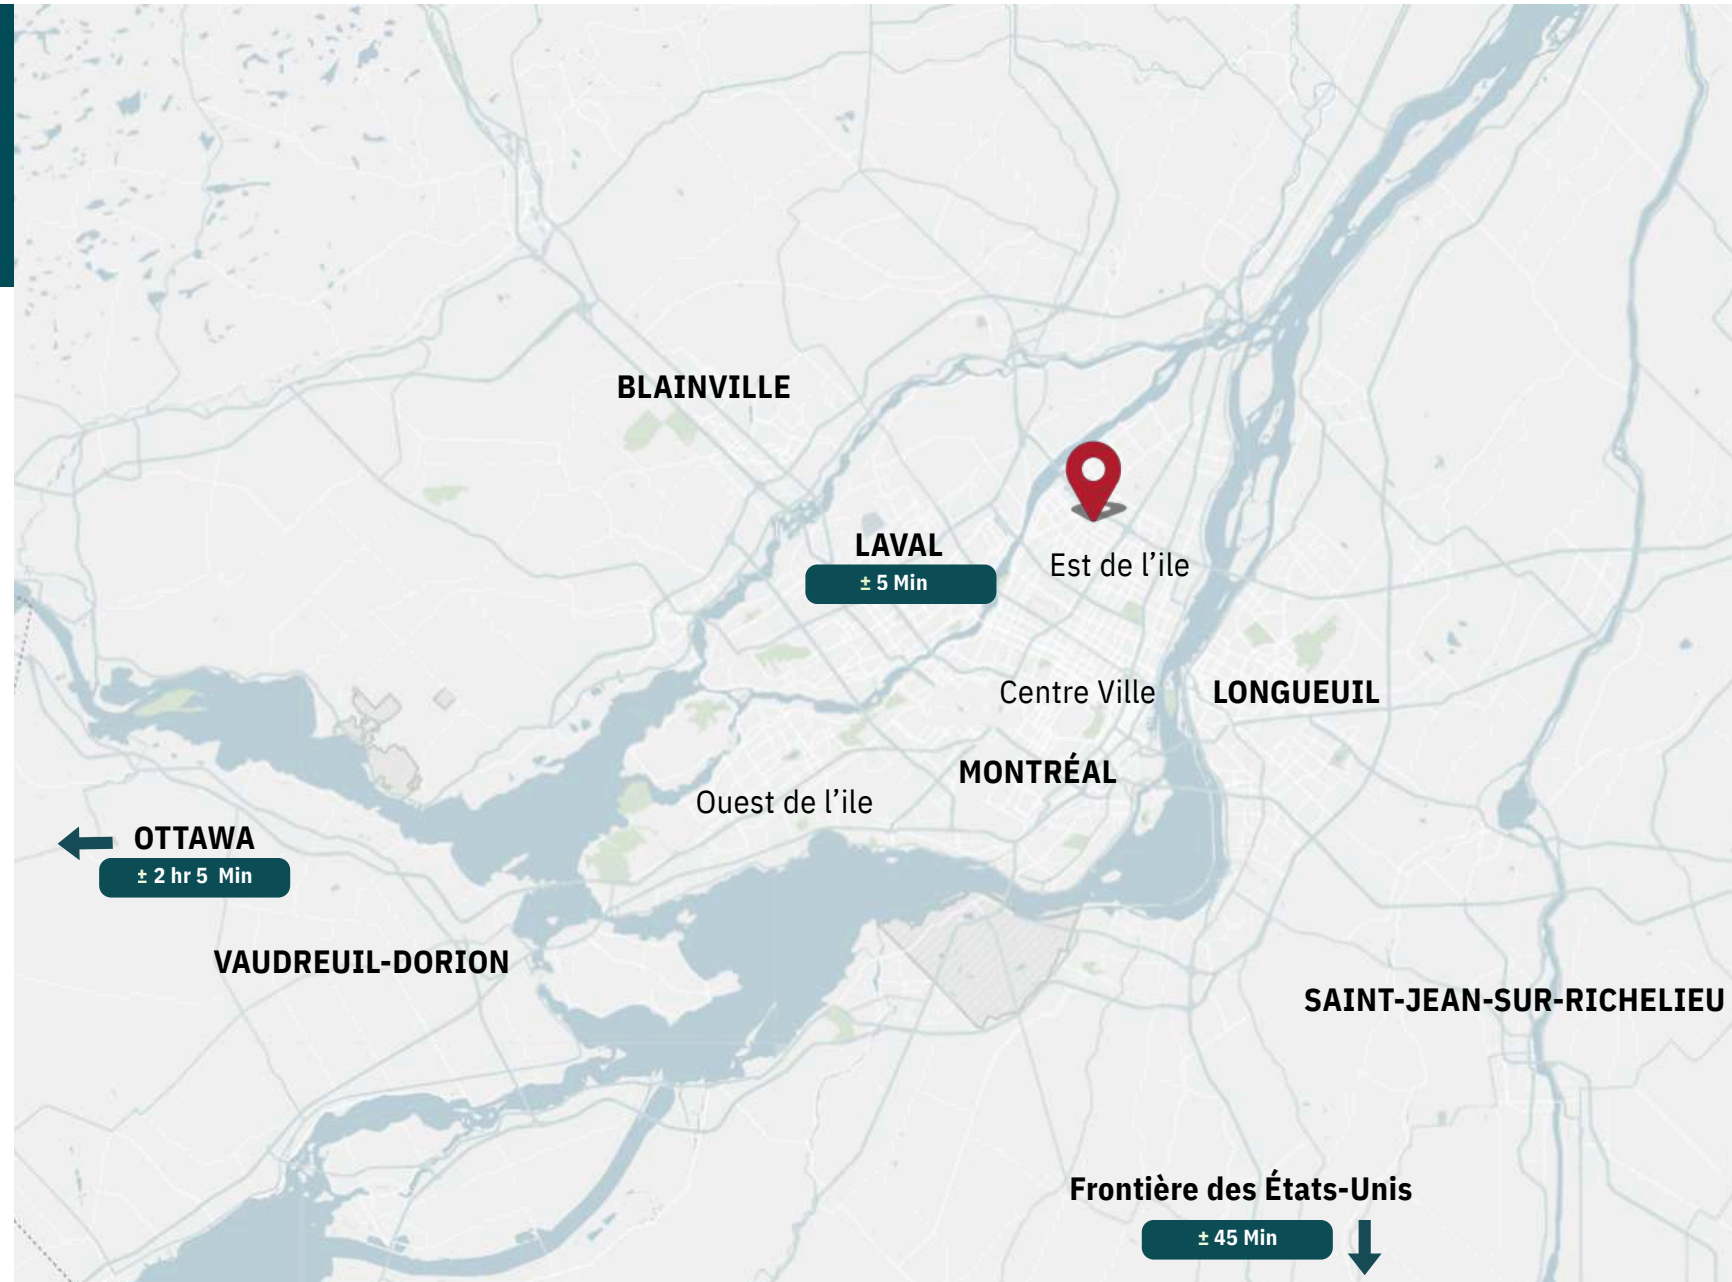 BLAINVILLE
LAVAL
± 5 Min
Est de l’ile
Centre Ville
LONGUEUIL
MONTRÉAL
Ouest de l’ile
OTTAWA
± 2 hr 5 Min
VAUDREUIL-DORION
SAINT-JEAN-SUR-RICHELIEU
Frontière des États-Unis
± 45 Min